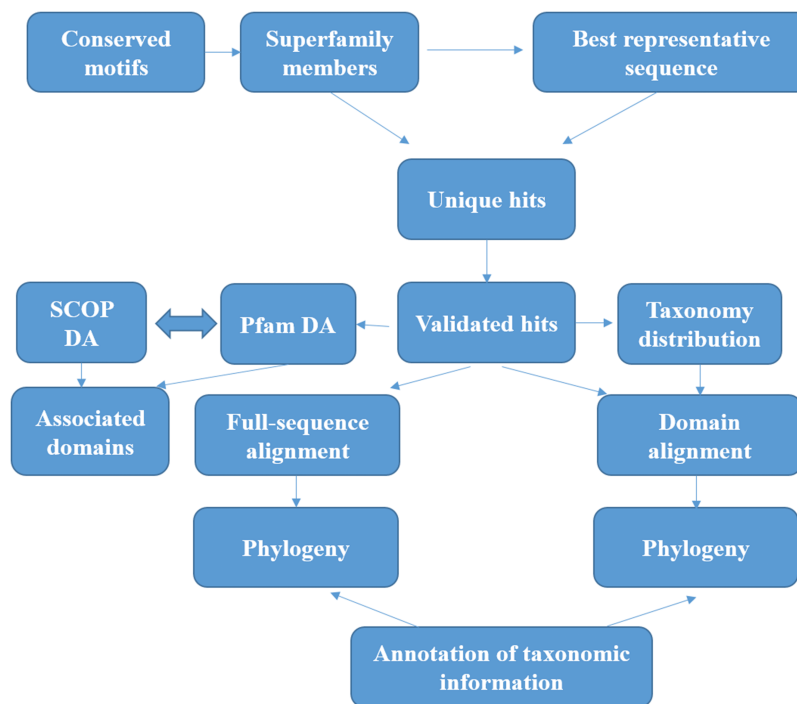 Conserved
motifs
Superfamily
members
Best representative
sequence
Unique hits
SCOP
DA
Pfam DA
Validated hits
Taxonomy
distribution
Associated
domains
Full-sequence
alignment
Domain
alignment
Phylogeny
Phylogeny
Annotation of taxonomic
information